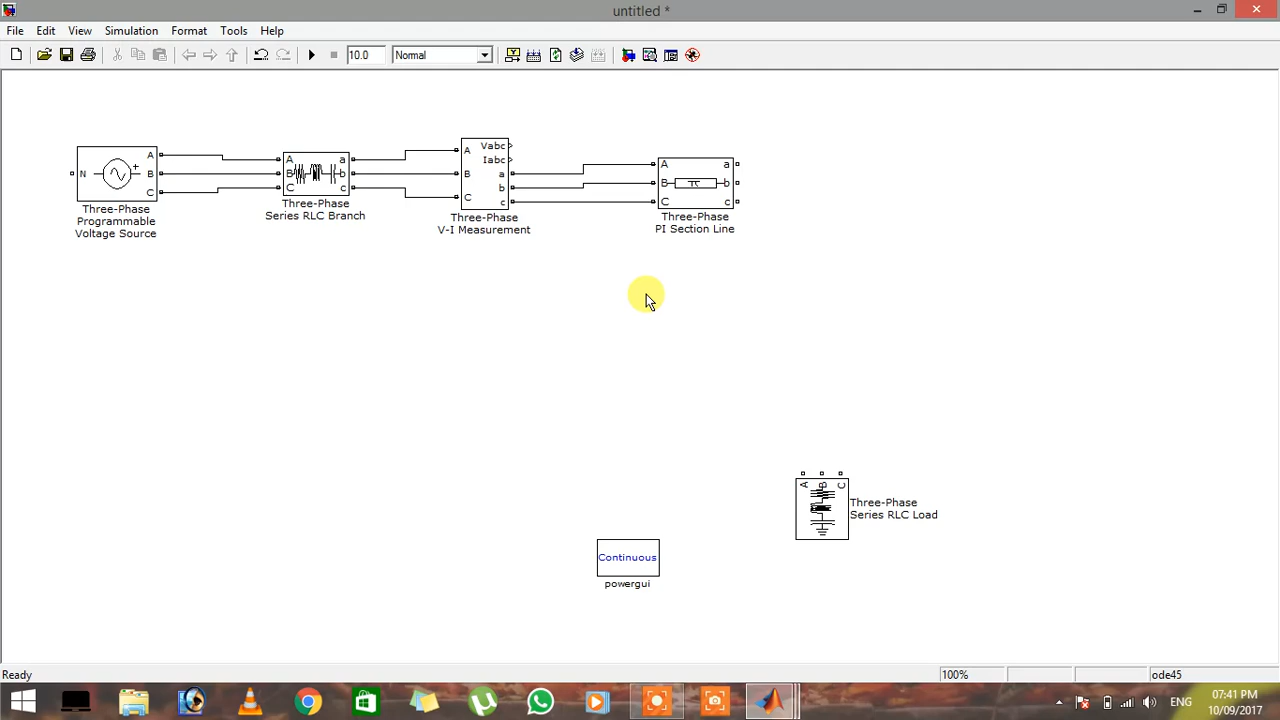 untitled *
File Edit View Simulation Format Tools Help
10.0 Normal
N A B C
Three-Phase
Programmable
Voltage Source
A a
B b
C c
Three-Phase
Series RLC Branch
Vabc
Iabc
A
a
B
b
C
c
Three-Phase
V-I Measurement
A a
B b
C c
Three-Phase
PI Section Line
A B C
Three-Phase
Series RLC Load
Continuous
powergui
Ready 100% ode45
ENG
07:41 PM
10/09/2017